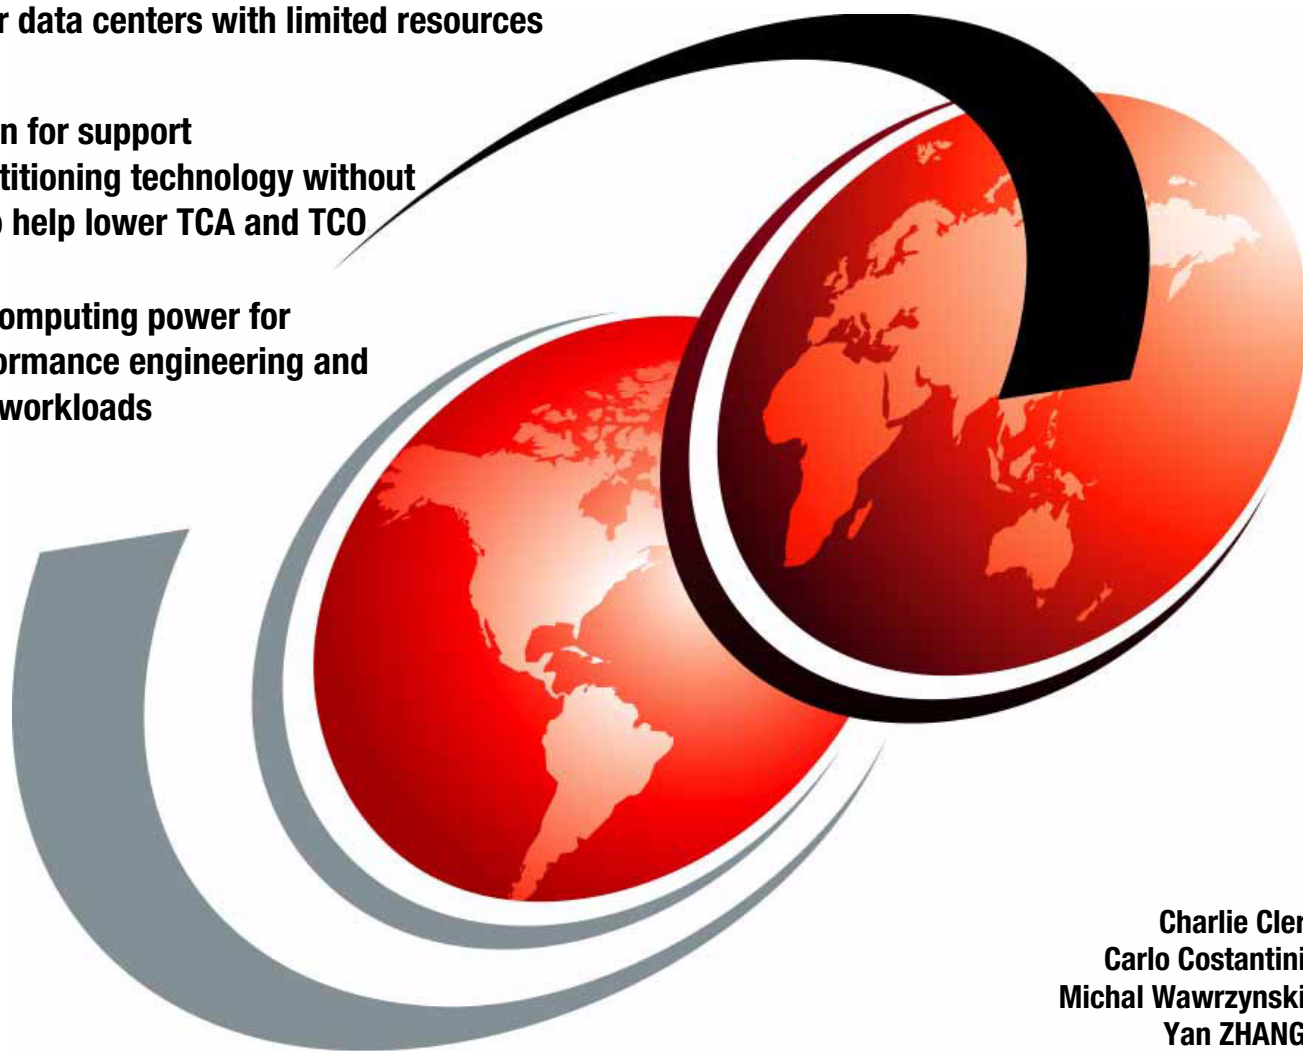 r data centers with limited resources
n for support
titioning technology without
o help lower TCA and TCO
omputing power for
ormance engineering and
workloads
Charlie Cler
Carlo Costantini
Michal Wawrzynski
Yan ZHANG